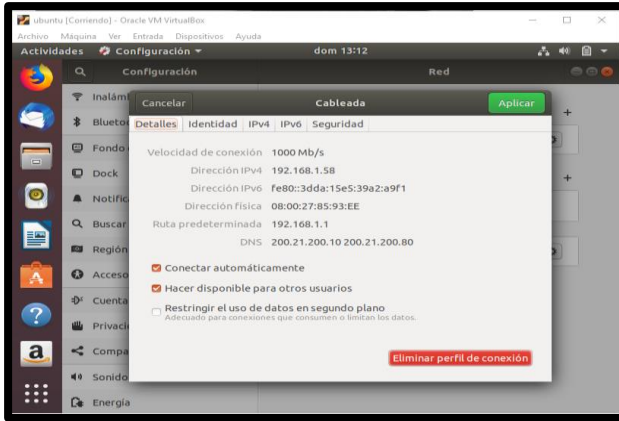 ubuntu [Corriendo] - Oracle VM VirtualBox
Archivo Máquina Ver Entrada Dispositivos Ayuda
Actividades Configuración dom 13:12
Configuración Red
Cancelar Cableada Aplicar
Detalles Identidad IPv4 IPv6 Seguridad
Velocidad de conexión 1000 Mb/s
Dirección IPv4 192.168.1.58
Dirección IPv6 fe80::3dda:15e5:39a2:a9f1
Dirección física 08:00:27:85:93:EE
Ruta predeterminada 192.168.1.1
DNS 200.21.200.10 200.21.200.80
Conectar automáticamente
Hacer disponible para otros usuarios
Restringir el uso de datos en segundo plano
Adecuado para conexiones que consumen o limitan los datos.
Eliminar perfil de conexión
Inalám
Blueto
Fondo
Dock
Notific
Buscar
Región
Acceso
Cuenta
Privaci
Compa
Sonido
Energía